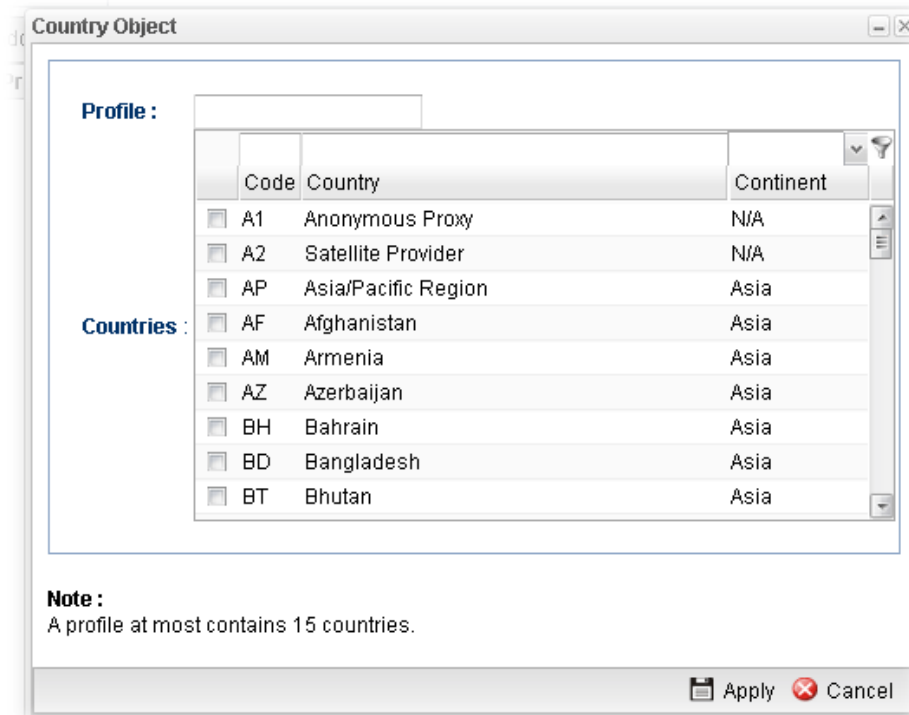 Country Object
Profile :
Code Country Continent
A1 Anonymous Proxy N/A
A2 Satellite Provider N/A
AP Asia/Pacific Region Asia
AF Afghanistan Asia
Countries :
AM Armenia Asia
AZ Azerbaijan Asia
BH Bahrain Asia
BD Bangladesh Asia
BT Bhutan Asia
Note :
A profile at most contains 15 countries.
Apply Cancel